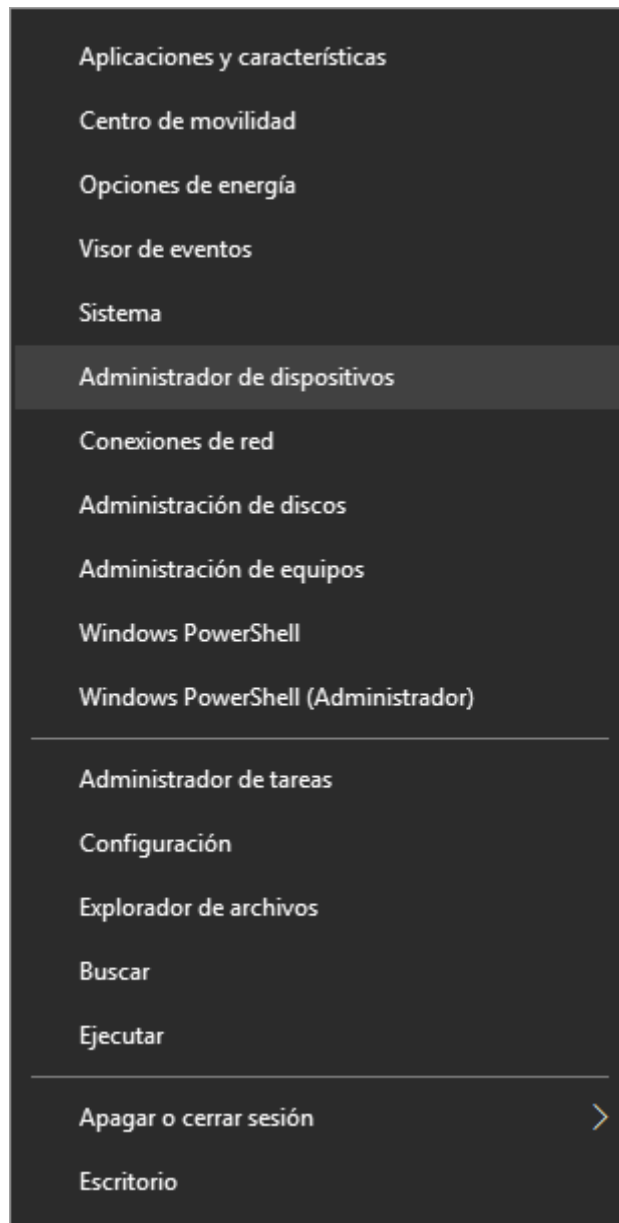 Aplicaciones y características
Centro de movilidad
Opciones de energía
Visor de eventos
Sistema
Administrador de dispositivos
Conexiones de red
Administración de discos
Administración de equipos
Windows PowerShell
Windows PowerShell (Administrador)
Administrador de tareas
Configuración
Explorador de archivos
Buscar
Ejecutar
Apagar o cerrar sesión
Escritorio